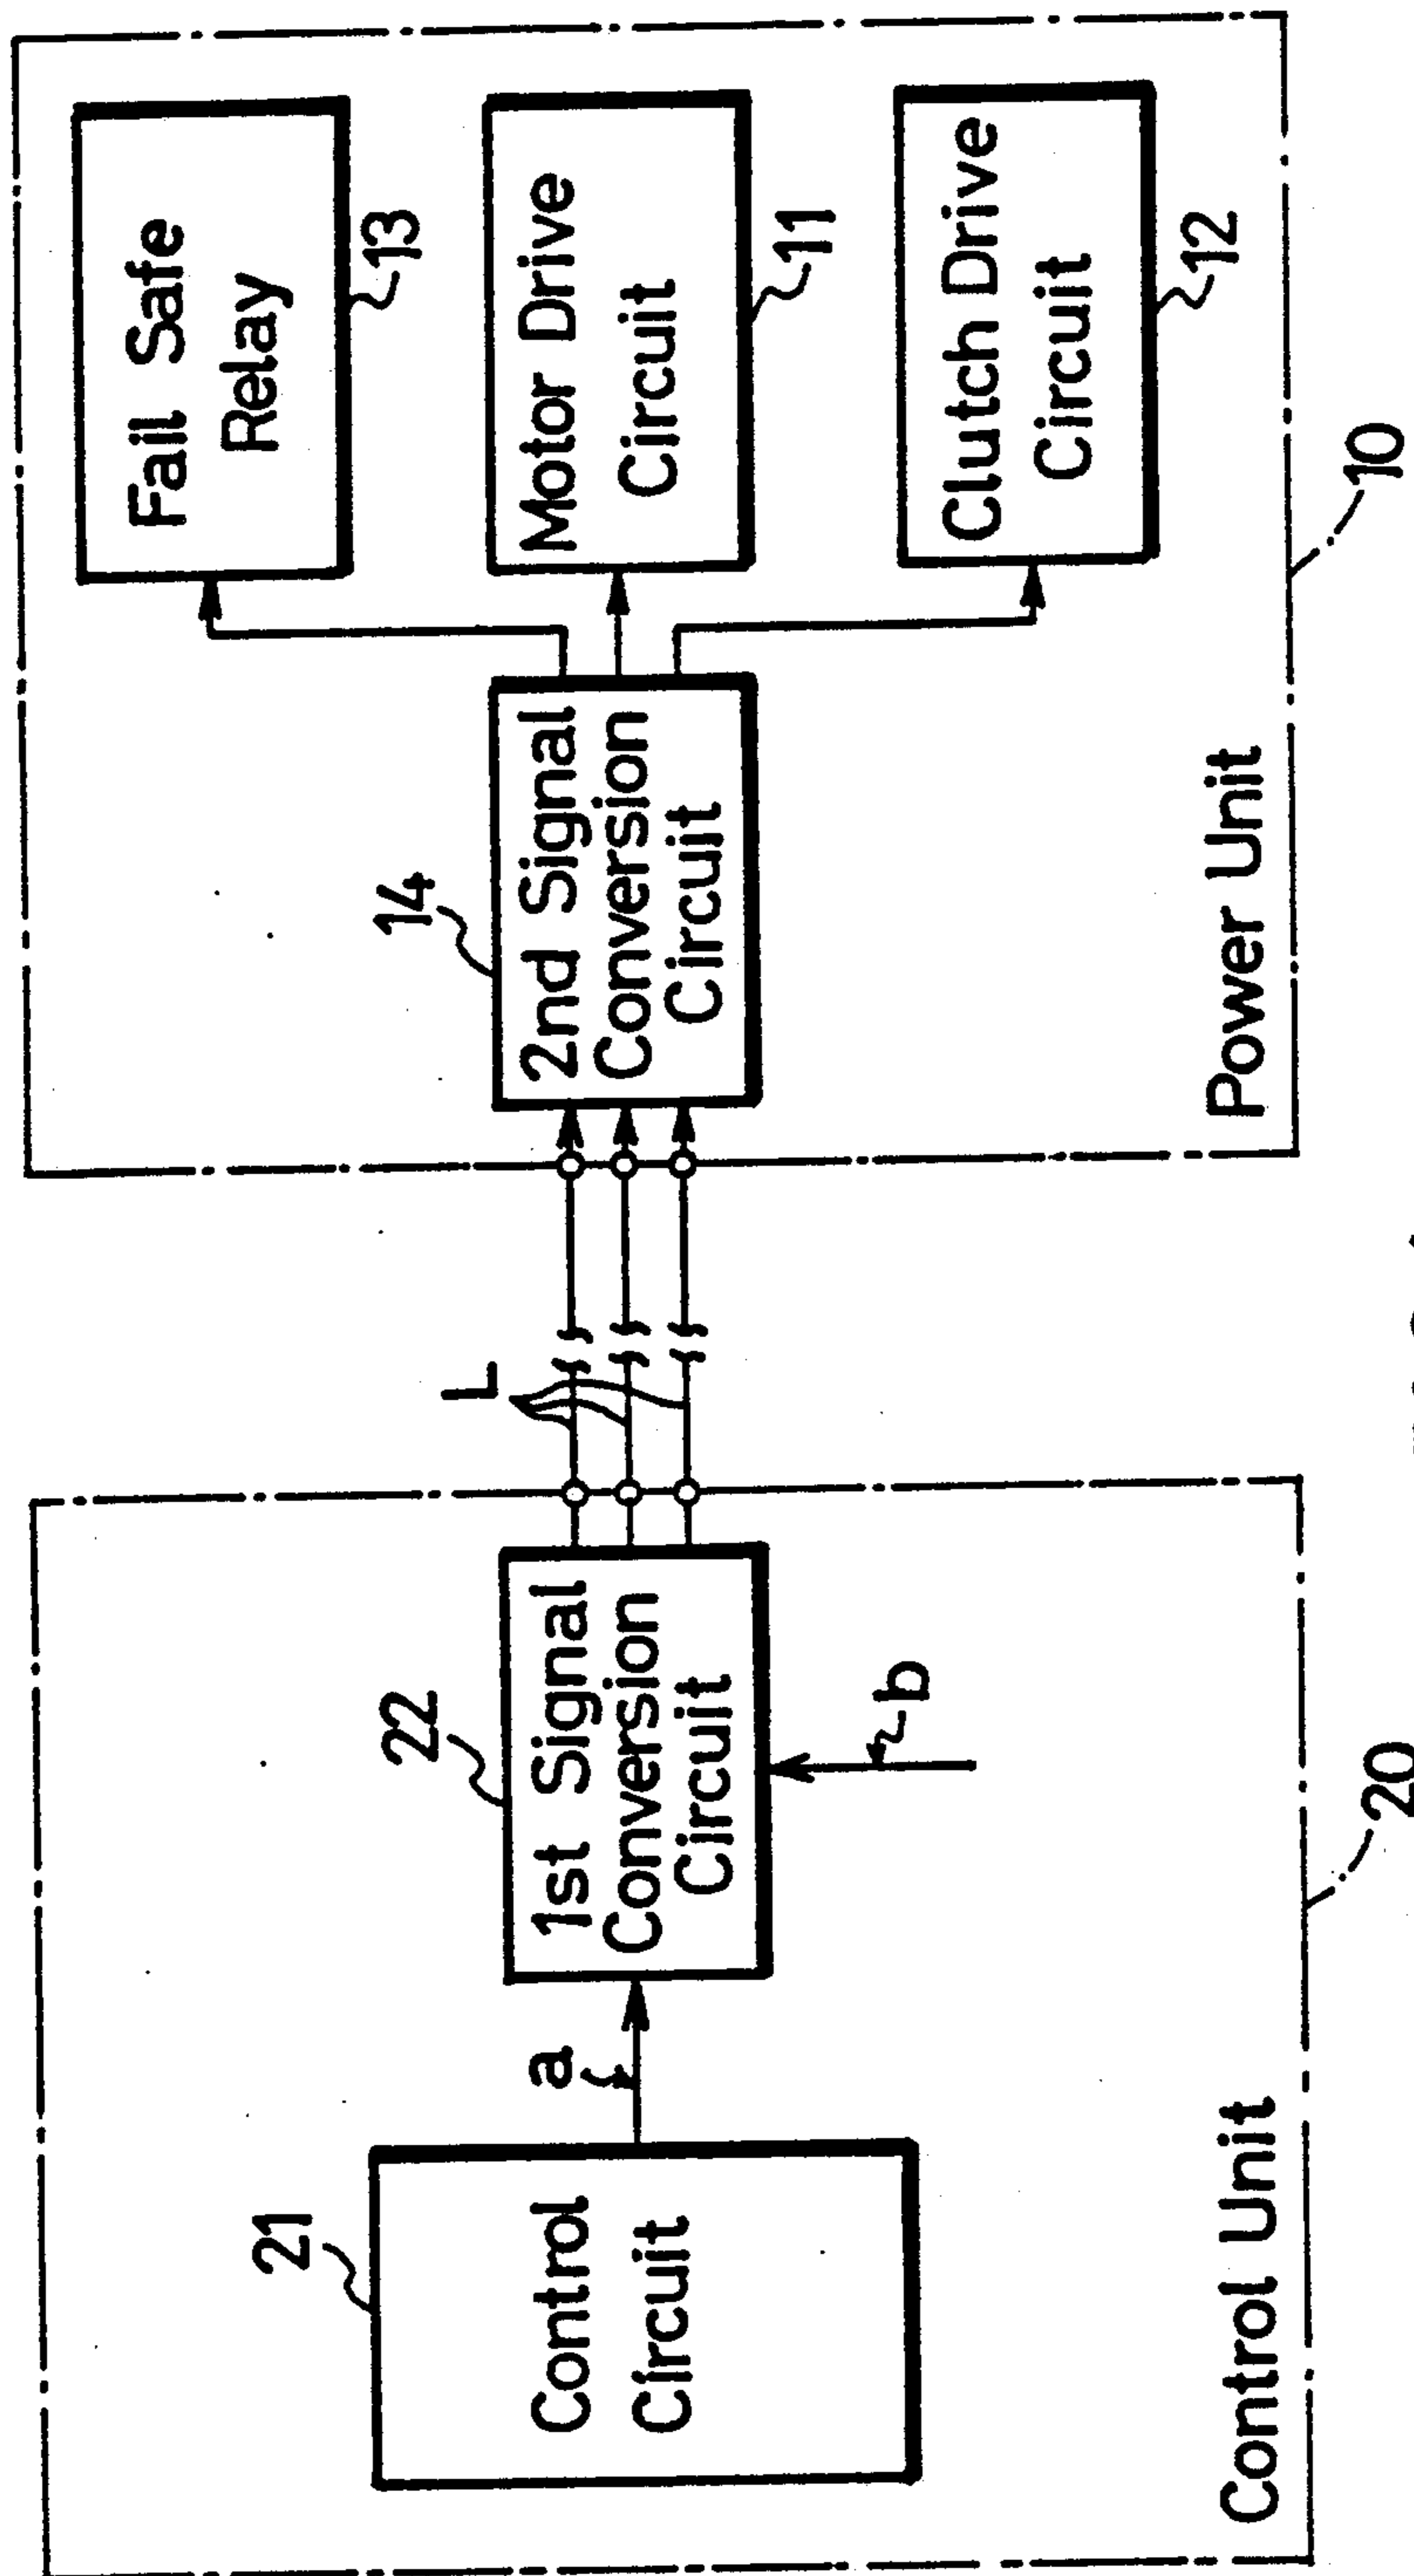 Control Unit
20
21
Control
Circuit
a
22
1st Signal
Conversion
Circuit
b
L
Power Unit
10
14
2nd Signal
Conversion
Circuit
Fail Safe
Relay
13
Motor Drive
Circuit
11
Clutch Drive
Circuit
12